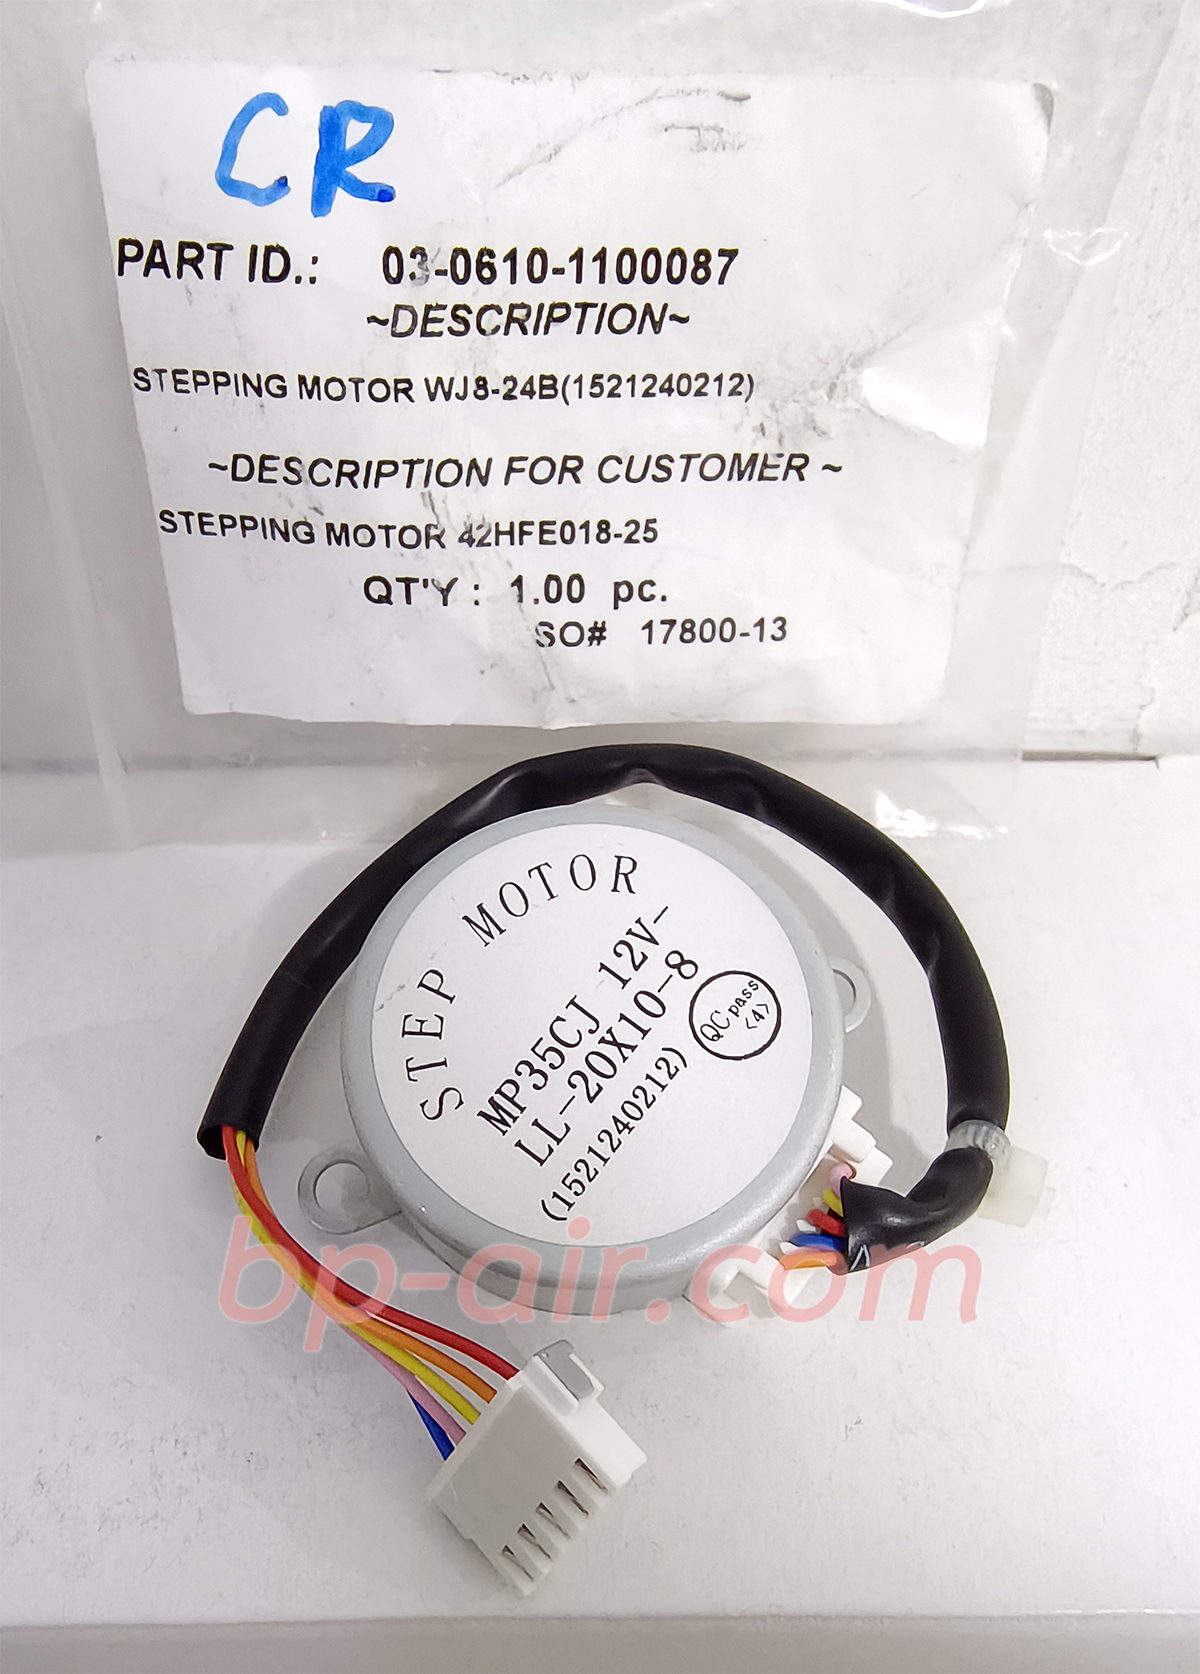 CR
PART ID.: 03-0610-1100087
~DESCRIPTION~
STEPPING MOTOR WJ8-24B(1521240212)
~DESCRIPTION FOR CUSTOMER ~
STEPPING MOTOR 42HFE018-25
QT'Y : 1.00 pc.
SO# 17800-13
STEP MOTOR
MP35CJ 12V-
LL-20X10-8
(1521240212)
QC pass
<4>
bp-air.com